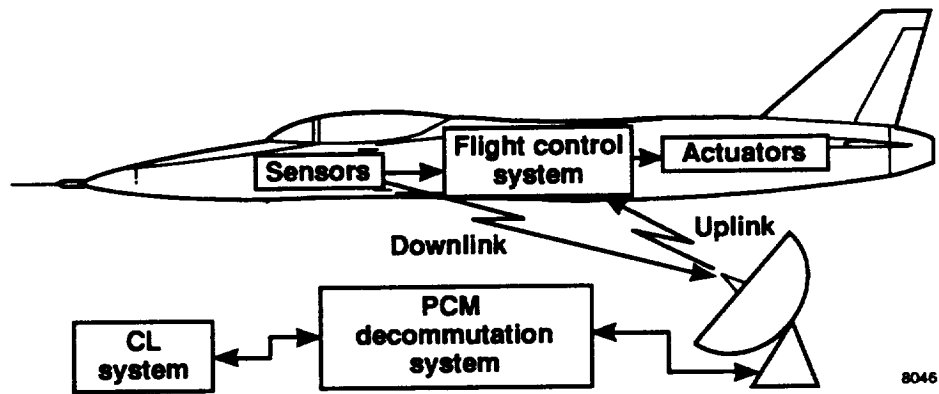 Sensors
Flight control
system
Actuators
Downlink
Uplink
CL
system
PCM
decommutation
system
8046